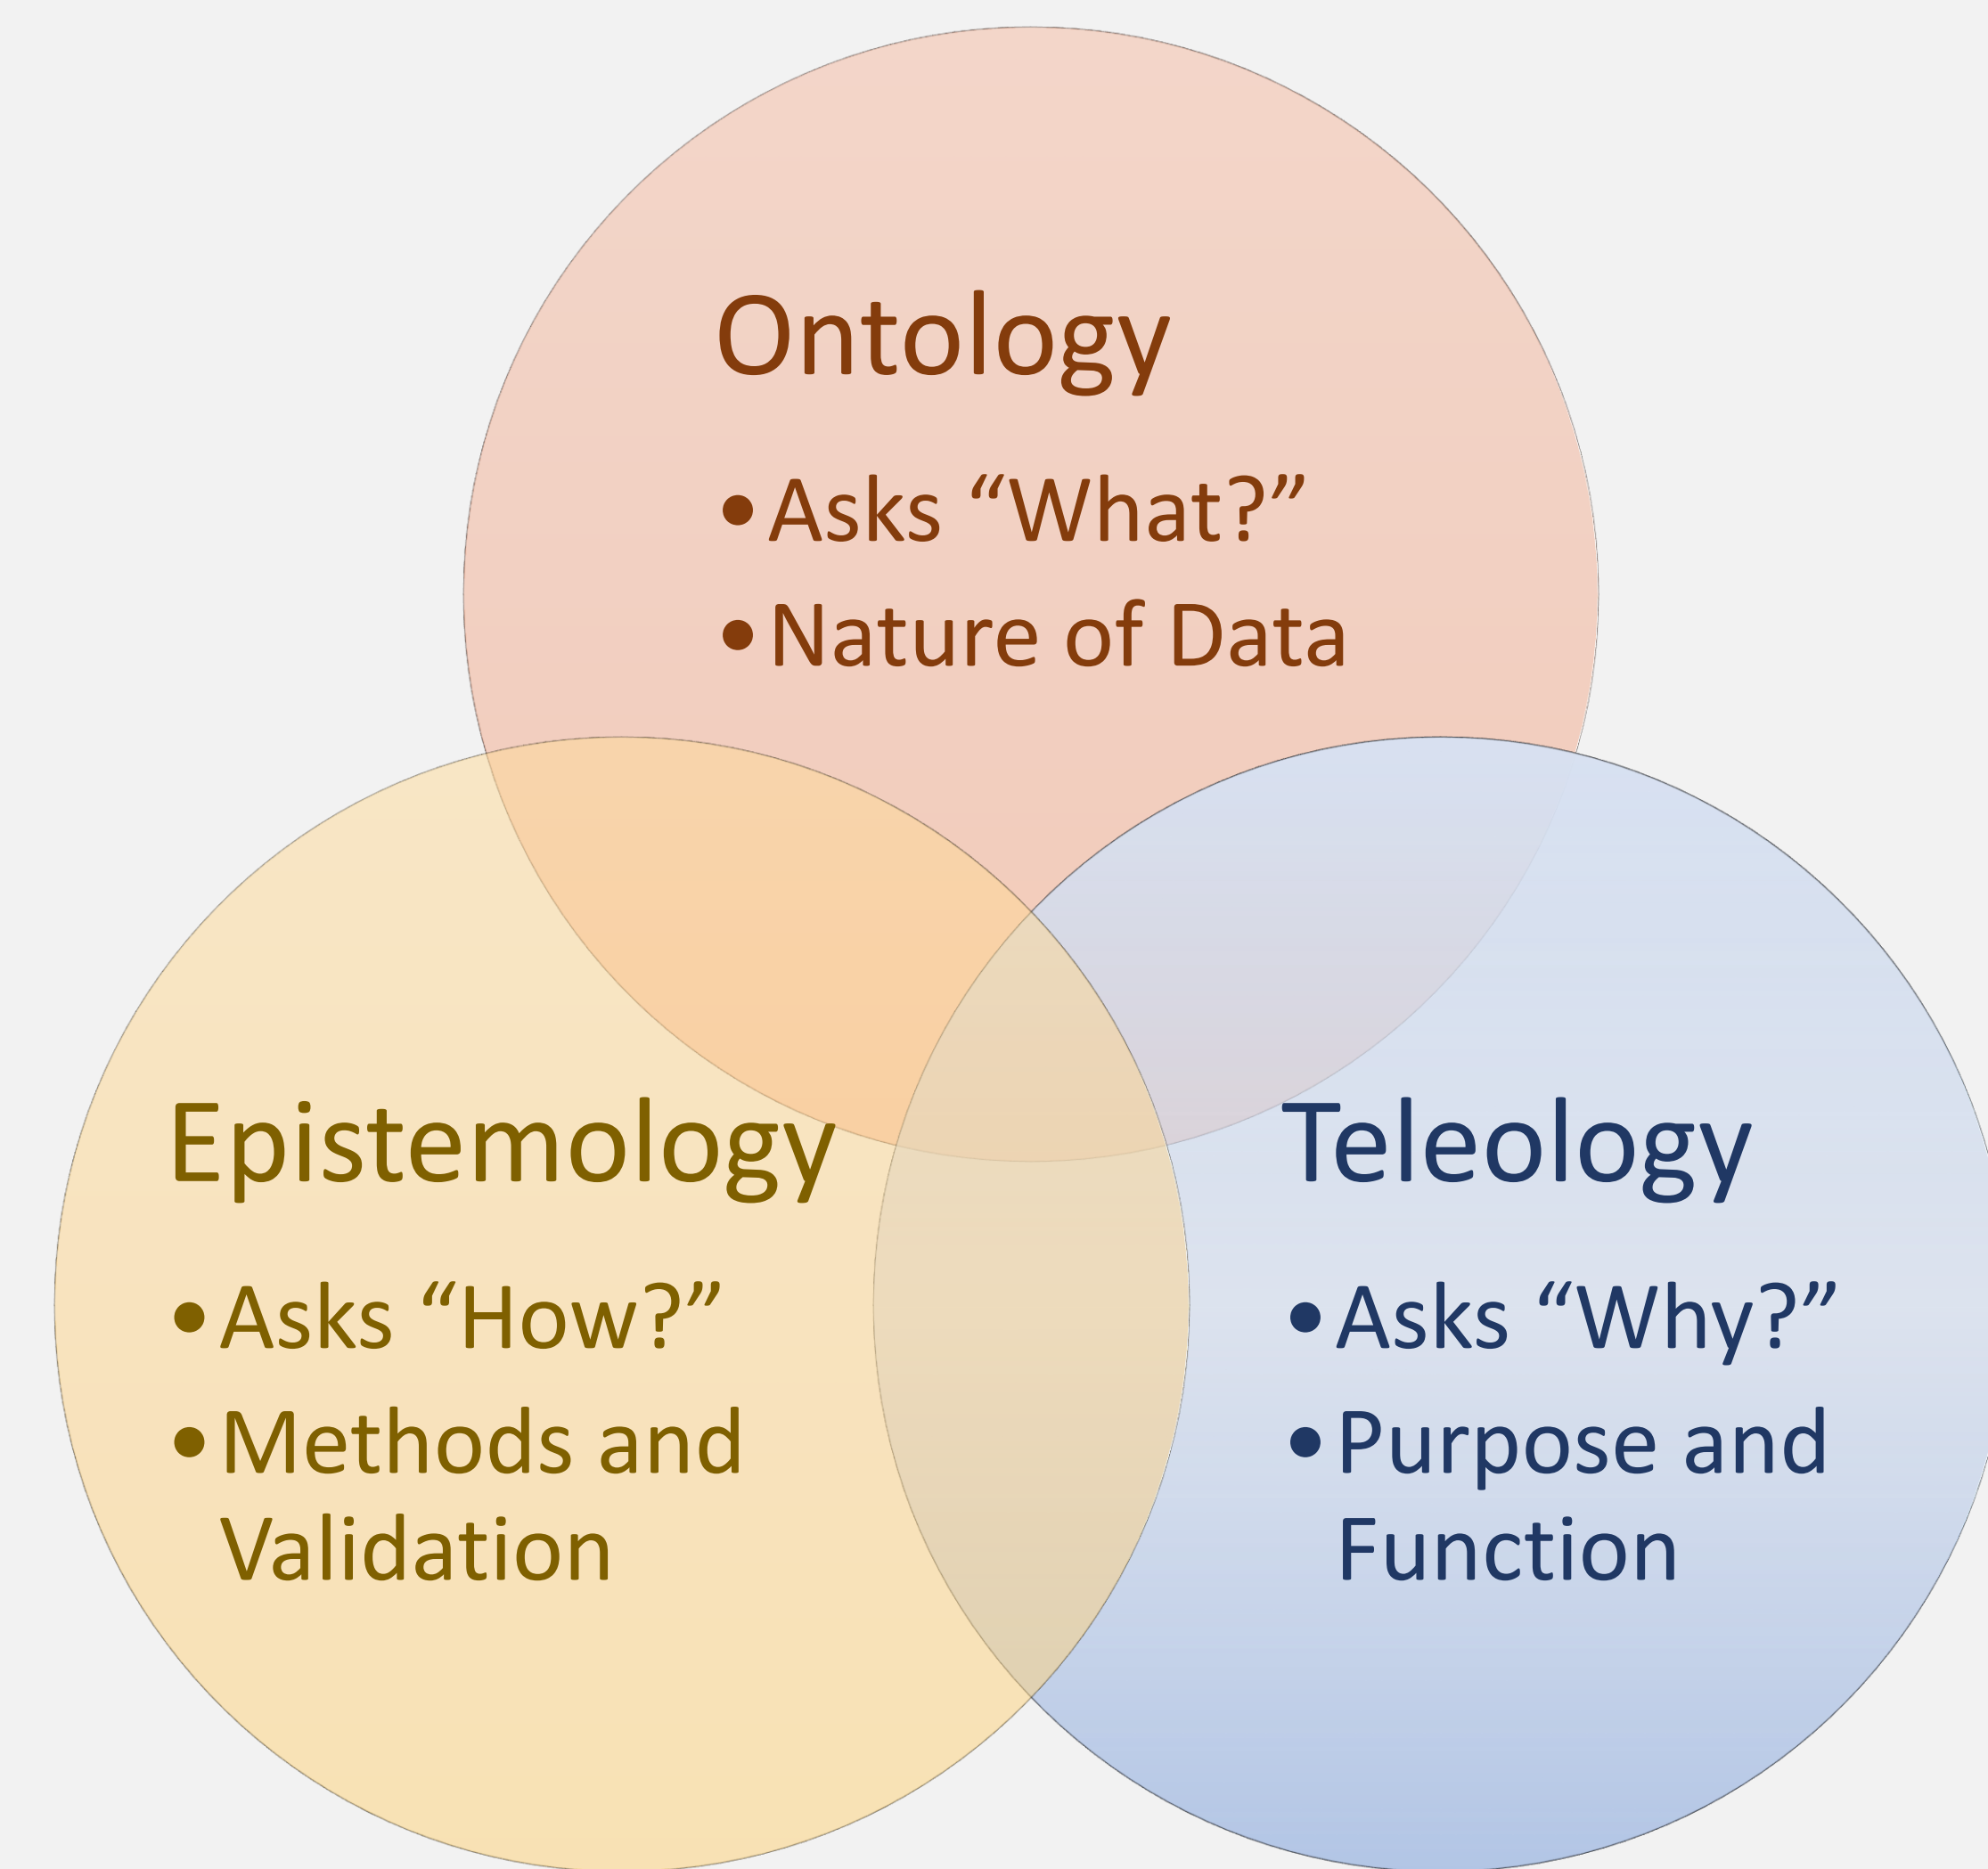 Ontology
• Asks “What?”
• Nature of Data
Epistemology
• Asks “How?”
• Methods and
Validation
Teleology
• Asks “Why?”
• Purpose and
Function